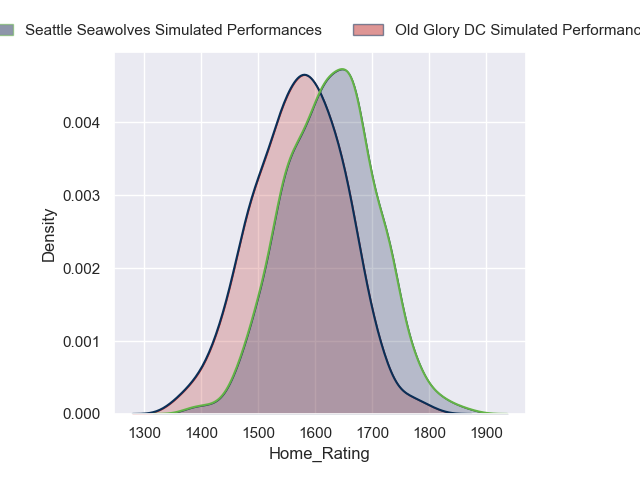 Seattle Seawolves Simulated Performances
Old Glory DC Simulated
0.004
0.003
0.002
0.001
0.000
Density
1300 1400 1500 1600 1700 1800 1900
Home_Rating